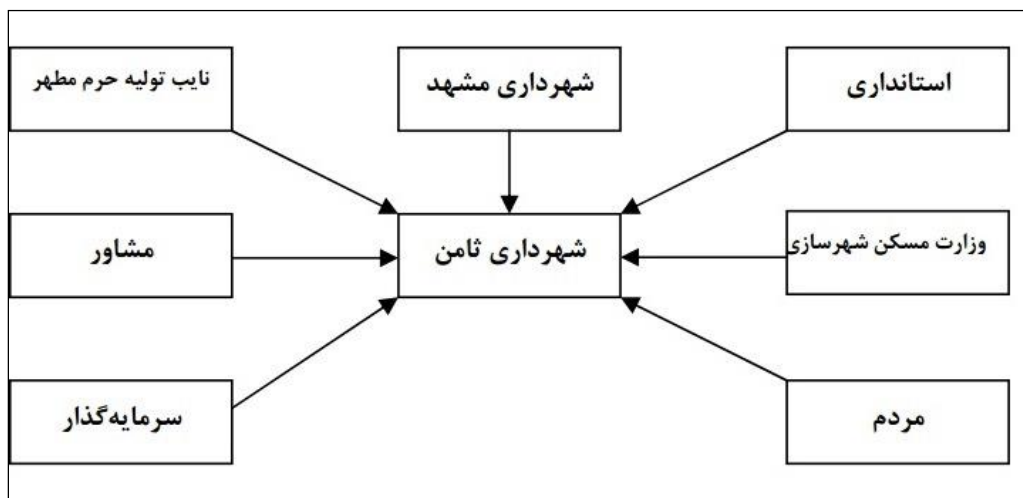 استانداری
شهرداری مشهد
نایب تولیه حرم مطهر
وزارت مسکن شهرسازی
شهرداری ثامن
مشاور
مردم
سرمایه‌گذار